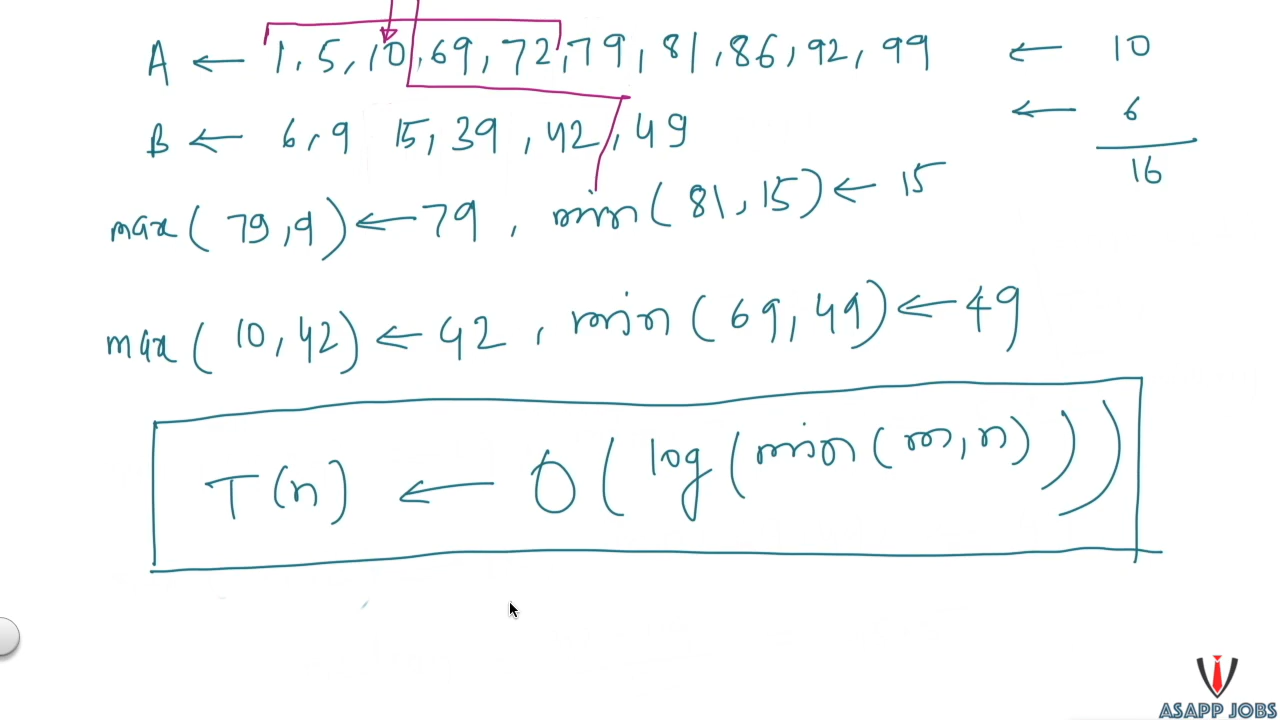 A ← 1, 5, 10, 69, 72, 79, 81, 86, 92, 99 ← 10
B ← 6, 9 15, 39, 42, 49 ← 6
16
max( 79, 9 ) ← 79 , min( 81, 15 ) ← 15
max( 10, 42 ) ← 42 , min( 69, 49 ) ← 49
T(n) ← O( log( min( m, n ) ) )
ASAPP JOBS